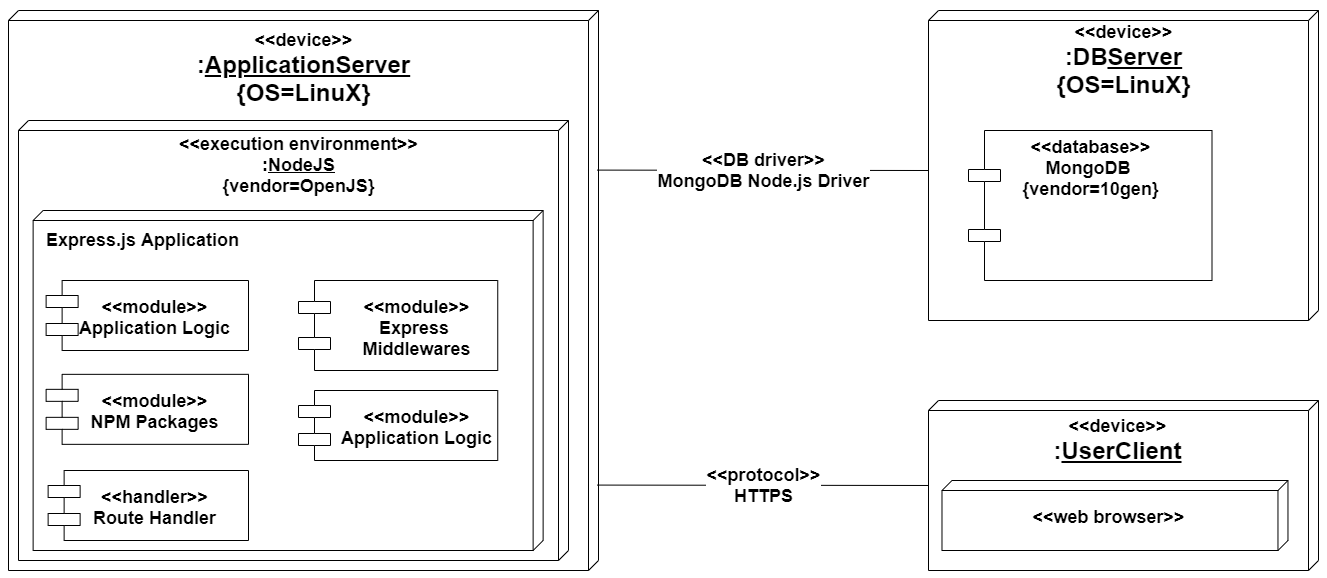 <<device>>
:ApplicationServer
{OS=LinuX}
<<execution environment>>
:NodeJS
{vendor=OpenJS}
Express.js Application
<<module>>
Application Logic
<<module>>
Express
Middlewares
<<module>>
NPM Packages
<<module>>
Application Logic
<<handler>>
Route Handler
<<DB driver>>
MongoDB Node.js Driver
<<protocol>>
HTTPS
<<device>>
:DBServer
{OS=LinuX}
<<database>>
MongoDB
{vendor=10gen}
<<device>>
:UserClient
<<web browser>>